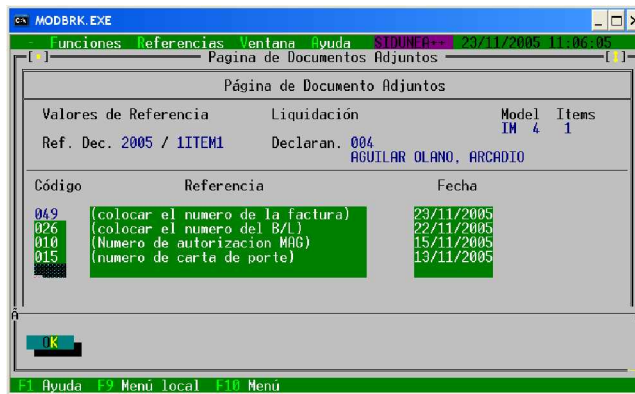 MODBRK.EXE
- Funciones Referencias Ventana Ayuda SIDUNEA++ 23/11/2005 11:06:05
Pagina de Documentos Adjuntos
Página de Documento Adjuntos
Valores de Referencia Liquidación Model Items
IM 4 1
Ref. Dec. 2005 / 1ITEM1 Declaran. 004
AGUILAR OLANO, ARCADIO
Código Referencia Fecha
049 (colocar el numero de la factura) 23/11/2005
026 (colocar el numero del B/L) 22/11/2005
010 (Numero de autorizacion MAG) 15/11/2005
015 (numero de carta de porte) 13/11/2005
OK
F1 Ayuda F9 Menú local F10 Menú